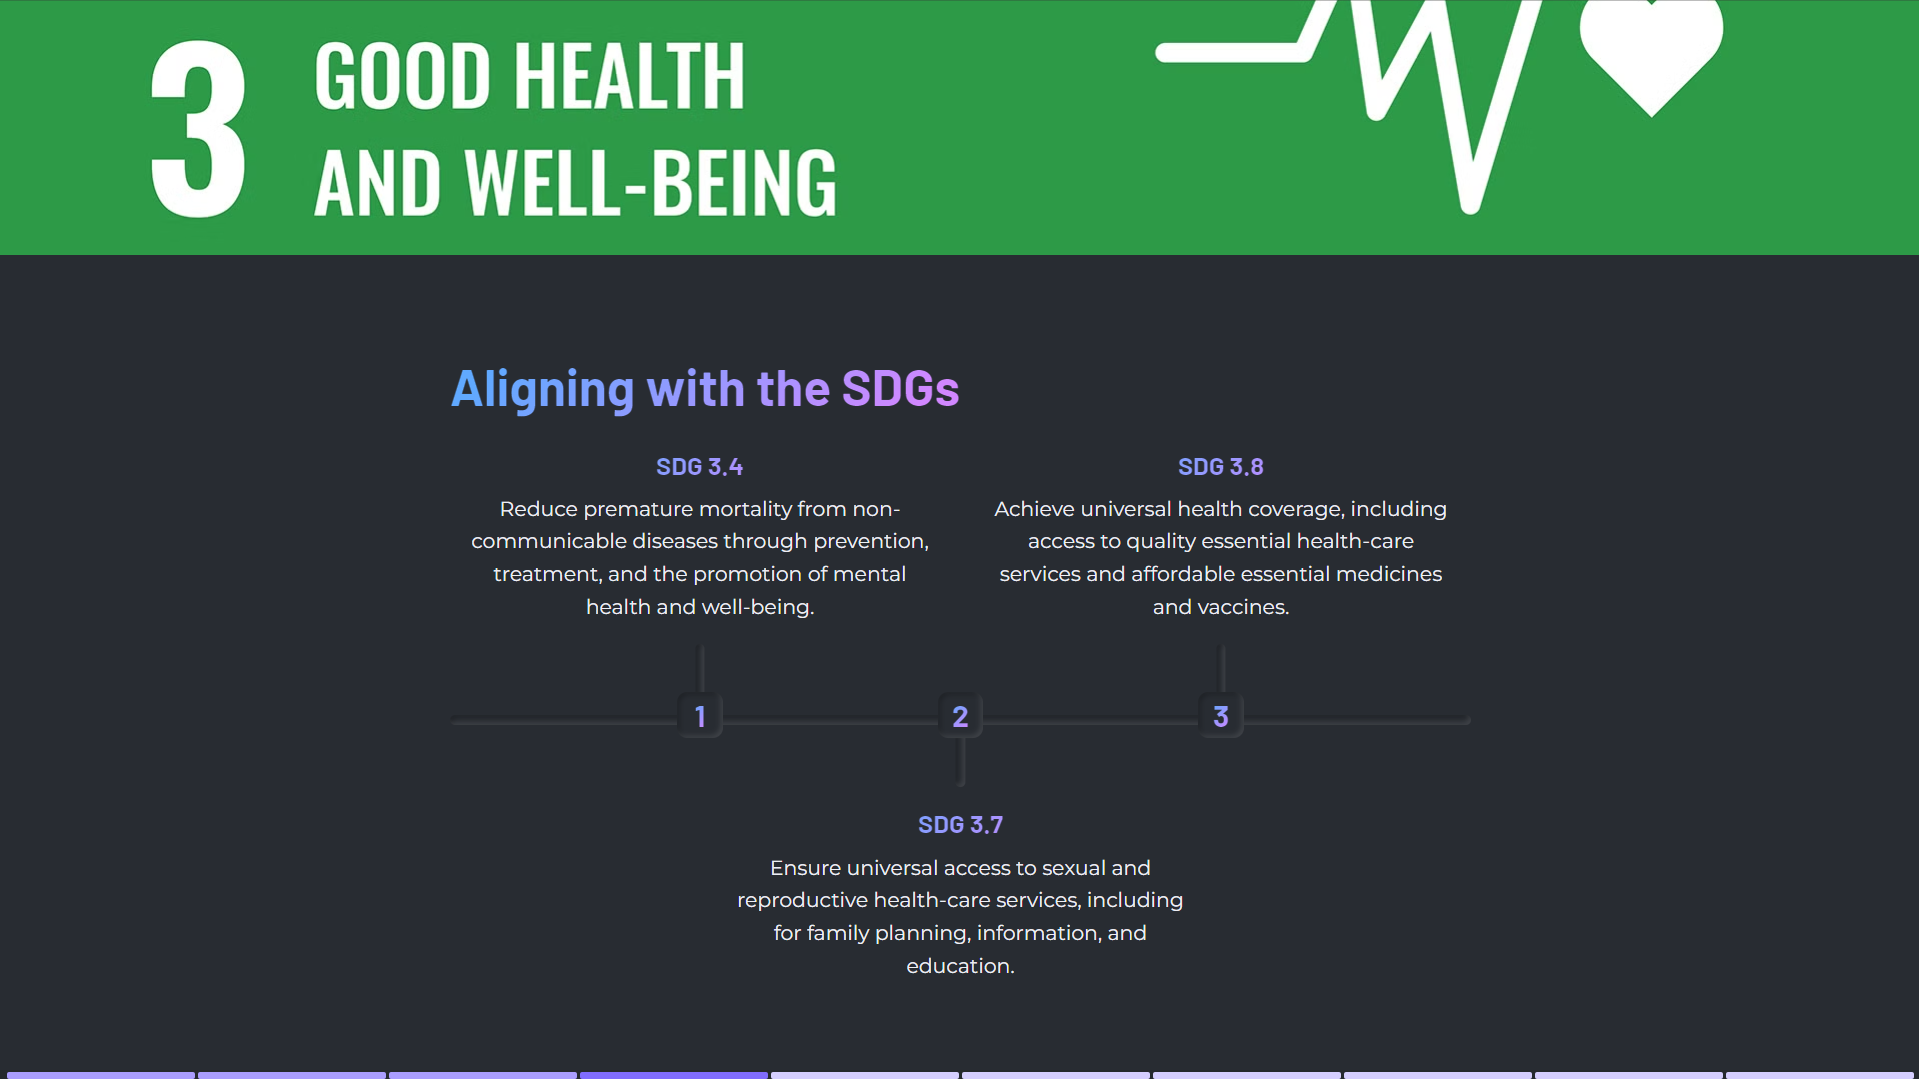 3
GOOD HEALTH
AND WELL-BEING
Aligning with the SDGs
SDG 3.4
Reduce premature mortality from non-
communicable diseases through prevention,
treatment, and the promotion of mental
health and well-being.
SDG 3.8
Achieve universal health coverage, including
access to quality essential health-care
services and affordable essential medicines
and vaccines.
1
2
3
SDG 3.7
Ensure universal access to sexual and
reproductive health-care services, including
for family planning, information, and
education.